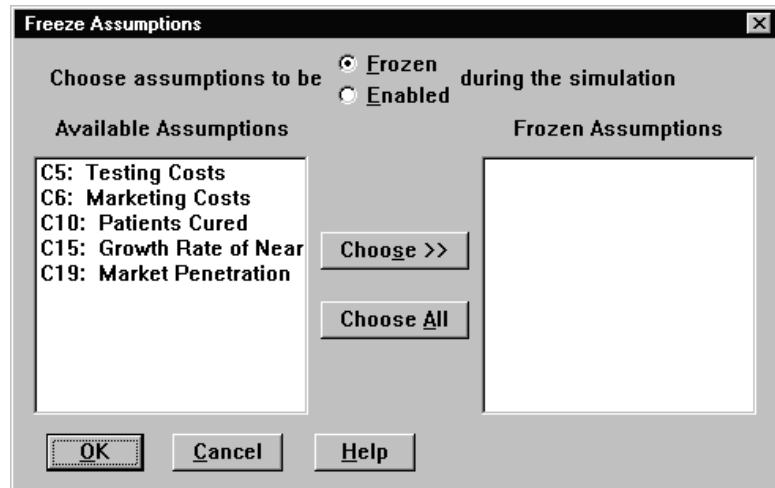 Freeze Assumptions
Choose assumptions to be
Frozen
Enabled
during the simulation
Available Assumptions
Frozen Assumptions
C5: Testing Costs
C6: Marketing Costs
C10: Patients Cured
C15: Growth Rate of Near
C19: Market Penetration
Choose >>
Choose All
OK
Cancel
Help